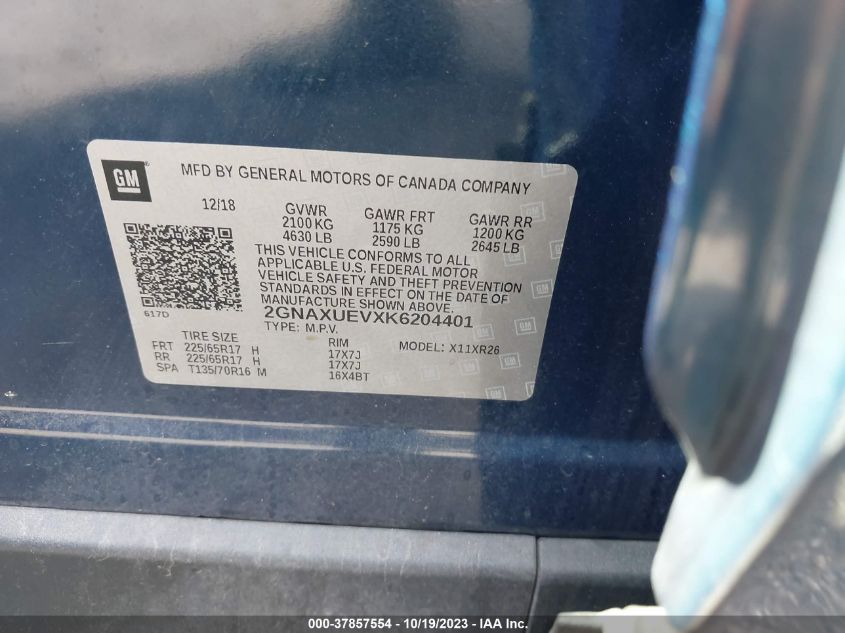 GM
MFD BY GENERAL MOTORS OF CANADA COMPANY
12/18 GVWR GAWR FRT GAWR RR
2100 KG 1175 KG 1200 KG
4630 LB 2590 LB 2645 LB
THIS VEHICLE CONFORMS TO ALL
APPLICABLE U.S. FEDERAL MOTOR
VEHICLE SAFETY AND THEFT PREVENTION
STANDARDS IN EFFECT ON THE DATE OF
MANUFACTURE SHOWN ABOVE.
617D 2GNAXUEVXK6204401
TYPE: M.P.V. MODEL: X11XR26
TIRE SIZE RIM
FRT 225/65R17 H 17X7J
RR 225/65R17 H 17X7J
SPA T135/70R16 M 16X4BT
000-37857554 - 10/19/2023 - IAA Inc.